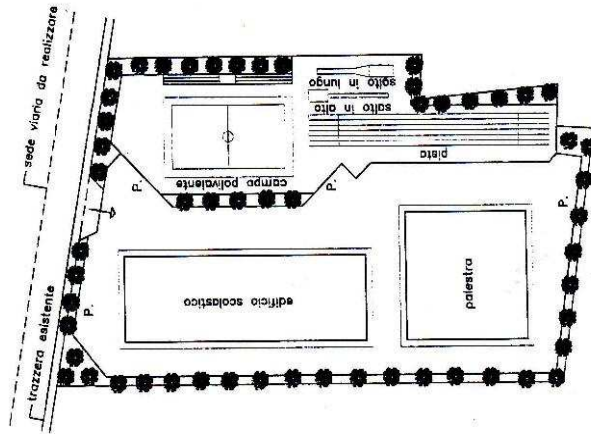 sede viaria da realizzare
trazzera esistente
salto in lungo
salto in alto
pista
campo polivalente
P.
P.
P.
P.
edificio scolastico
palestra